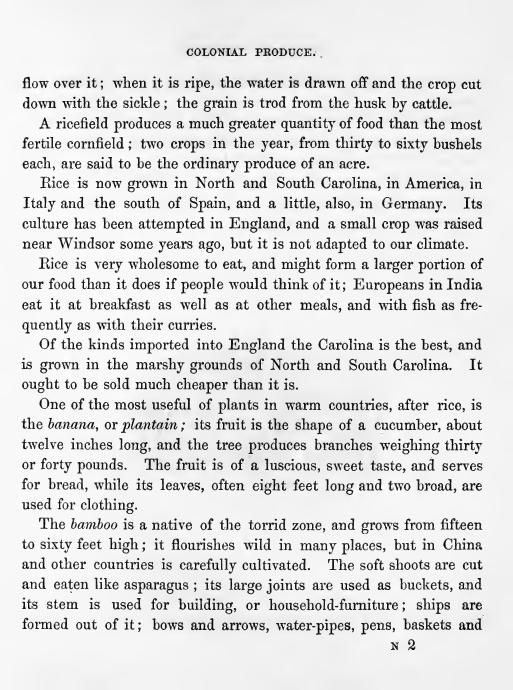 COLONIAL PRODUCE.
flow over it; when it is ripe, the water is drawn off and the crop cut
down with the sickle; the grain is trod from the husk by cattle.
A ricefield produces a much greater quantity of food than the most
fertile cornfield; two crops in the year, from thirty to sixty bushels
each, are said to be the ordinary produce of an acre.
Rice is now grown in North and South Carolina, in America, in
Italy and the south of Spain, and a little, also, in Germany. Its
culture has been attempted in England, and a small crop was raised
near Windsor some years ago, but it is not adapted to our climate.
Rice is very wholesome to eat, and might form a larger portion of
our food than it does if people would think of it; Europeans in India
eat it at breakfast as well as at other meals, and with fish as fre-
quently as with their curries.
Of the kinds imported into England the Carolina is the best, and
is grown in the marshy grounds of North and South Carolina. It
ought to be sold much cheaper than it is.
One of the most useful of plants in warm countries, after rice, is
the banana, or plantain; its fruit is the shape of a cucumber, about
twelve inches long, and the tree produces branches weighing thirty
or forty pounds. The fruit is of a luscious, sweet taste, and serves
for bread, while its leaves, often eight feet long and two broad, are
used for clothing.
The bamboo is a native of the torrid zone, and grows from fifteen
to sixty feet high; it flourishes wild in many places, but in China
and other countries is carefully cultivated. The soft shoots are cut
and eaten like asparagus; its large joints are used as buckets, and
its stem is used for building, or household-furniture; ships are
formed out of it; bows and arrows, water-pipes, pens, baskets and
N 2